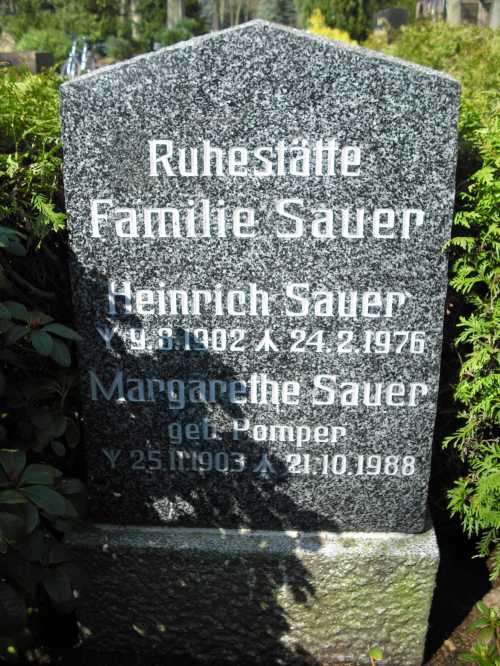 Ruhestätte
Familie Sauer
Heinrich Sauer
ᛉ 9.3.1902 ᛣ 24.2.1976
Margarethe Sauer
geb. Pomper
ᛉ 25.11.1903 ᛣ 21.10.1988